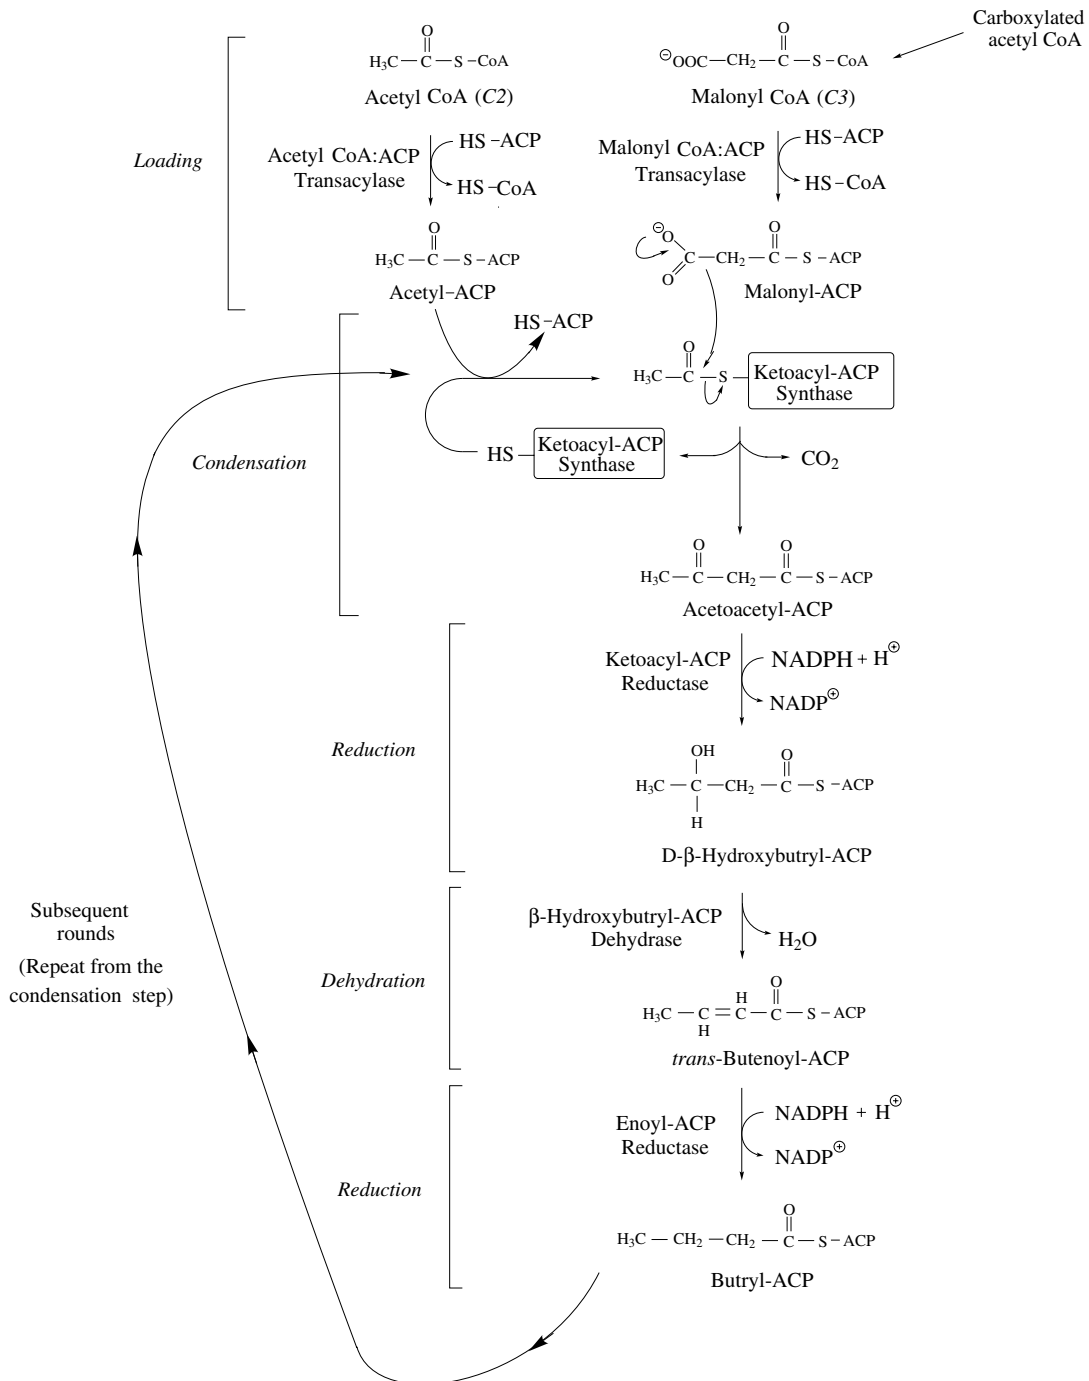 Carboxylated
acetyl CoA
O
H₃C–C–S–CoA
Acetyl CoA (C2)
O
⊖OOC–CH₂–C–S–CoA
Malonyl CoA (C3)
Loading
Acetyl CoA:ACP
Transacylase
HS–ACP
HS–CoA
Malonyl CoA:ACP
Transacylase
HS–ACP
HS–CoA
O
H₃C–C–S–ACP
Acetyl–ACP
⊖O
O
C–CH₂–C–S–ACP
O
Malonyl-ACP
HS–ACP
O
H₃C–C–S–Ketoacyl-ACP
Synthase
Condensation
HS–Ketoacyl-ACP
Synthase
CO₂
O O
H₃C–C–CH₂–C–S–ACP
Acetoacetyl-ACP
Ketoacyl-ACP
Reductase
NADPH + H⊕
NADP⊕
Reduction
OH O
H₃C–C–CH₂–C–S–ACP
H
D-β-Hydroxybutryl-ACP
Subsequent
rounds
(Repeat from the
condensation step)
β-Hydroxybutryl-ACP
Dehydrase
H₂O
Dehydration
H O
H₃C–C=C–C–S–ACP
H
trans-Butenoyl-ACP
Enoyl-ACP
Reductase
NADPH + H⊕
NADP⊕
Reduction
O
H₃C–CH₂–CH₂–C–S–ACP
Butryl-ACP